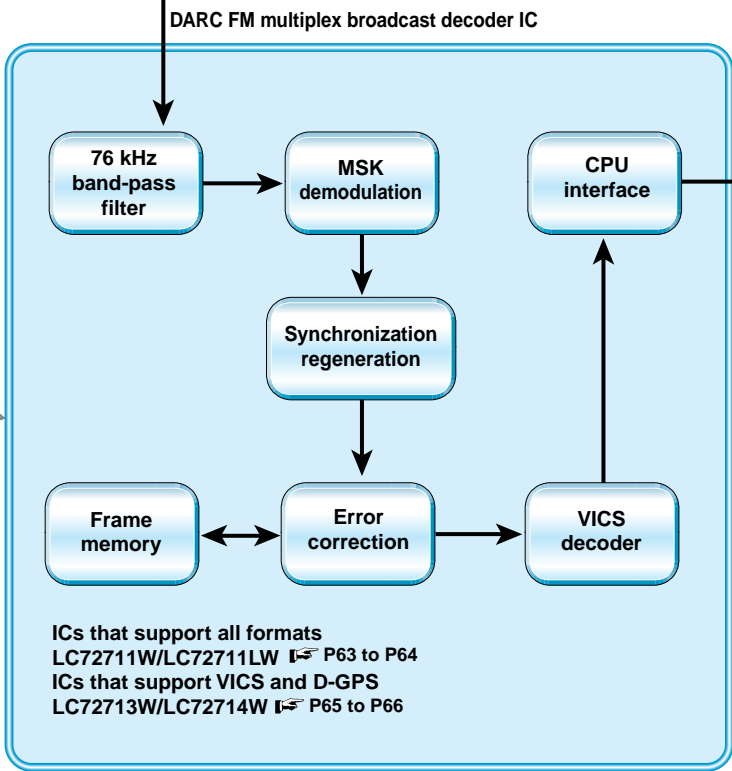 DARC FM multiplex broadcast decoder IC
76 kHz
band-pass
filter
MSK
demodulation
CPU
interface
Synchronization
regeneration
Frame
memory
Error
correction
VICS
decoder
ICs that support all formats
LC72711W/LC72711LW ☞ P63 to P64
ICs that support VICS and D-GPS
LC72713W/LC72714W ☞ P65 to P66